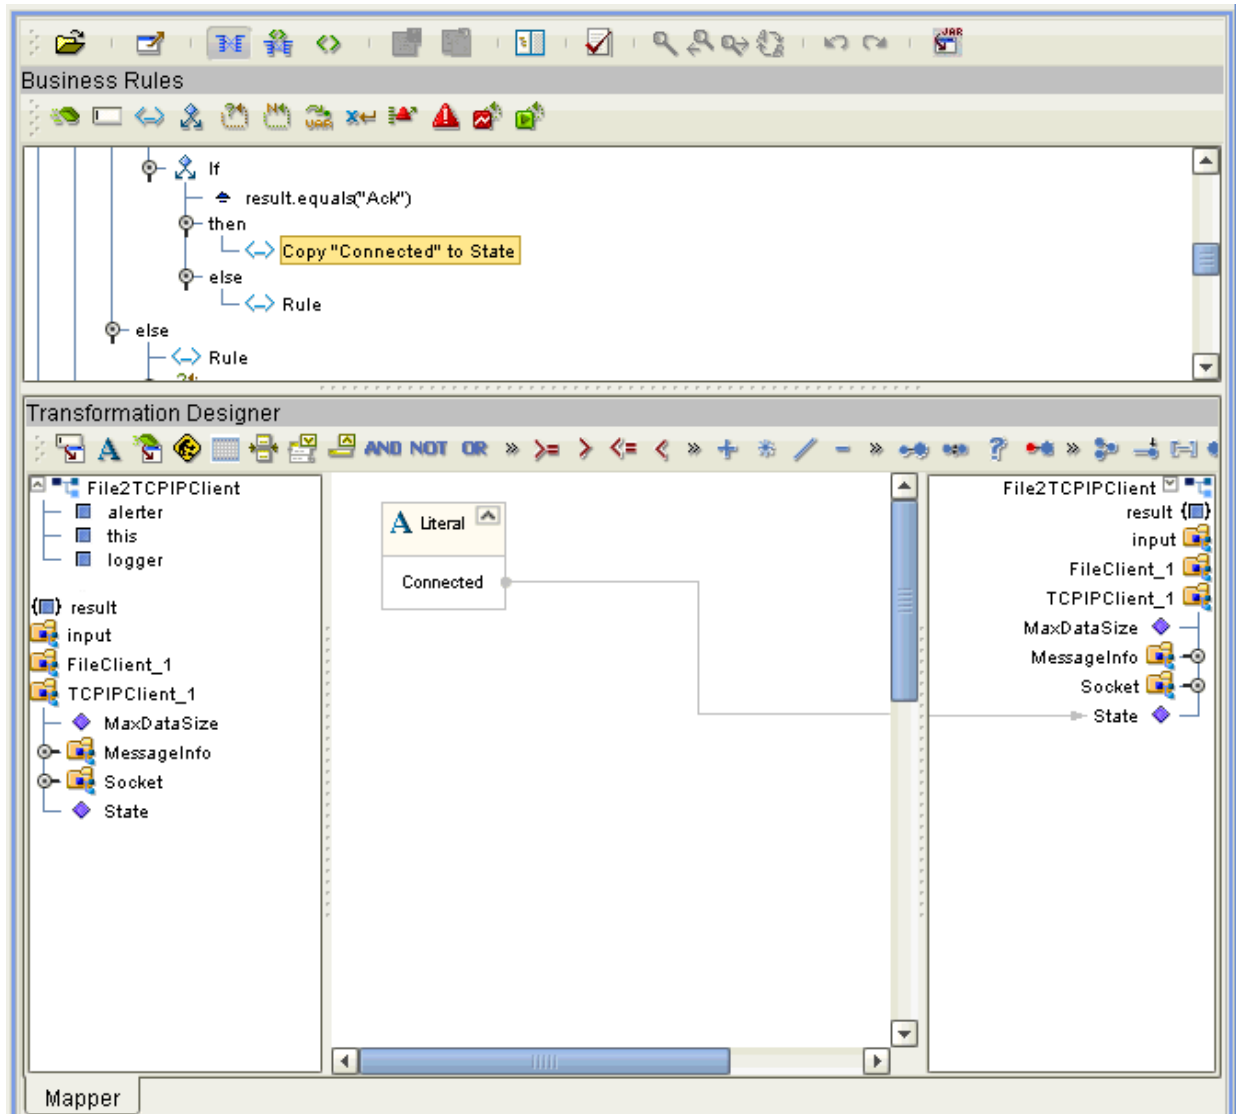 JAR
Business Rules
VAR
If
result.equals("Ack")
then
Copy "Connected" to State
else
Rule
else
Rule
Transformation Designer
A AND NOT OR » >= > <= < » + * / - » ? »
File2TCPIPClient
alerter
this
logger
result
input
FileClient_1
TCPIPClient_1
MaxDataSize
MessageInfo
Socket
State
A Literal
Connected
File2TCPIPClient
result
input
FileClient_1
TCPIPClient_1
MaxDataSize
MessageInfo
Socket
State
Mapper